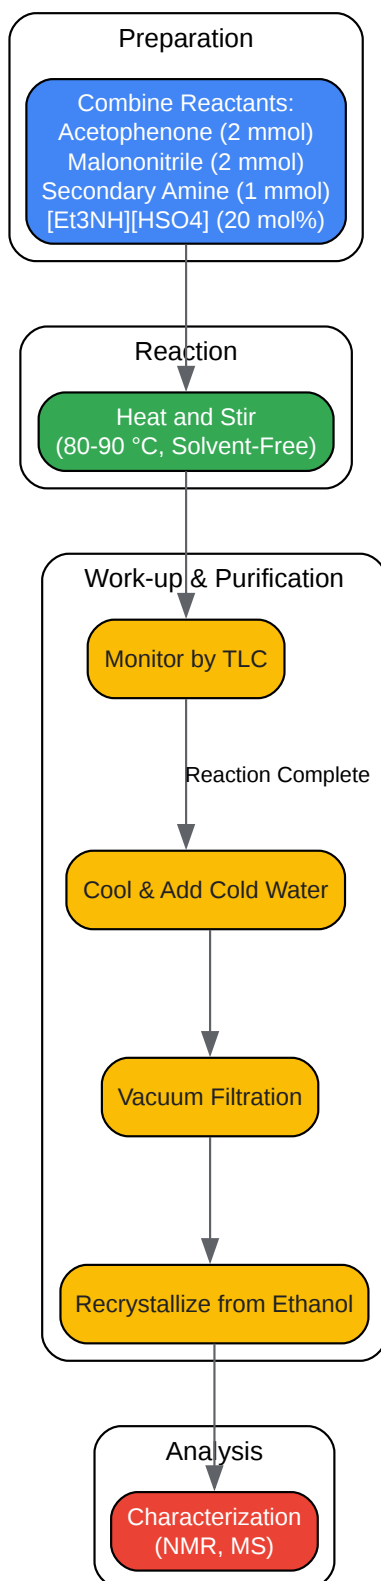 Preparation
Combine Reactants:
Acetophenone (2 mmol)
Malononitrile (2 mmol)
Secondary Amine (1 mmol)
[Et3NH][HSO4] (20 mol%)
Reaction
Heat and Stir
(80-90 °C, Solvent-Free)
Work-up & Purification
Monitor by TLC
Reaction Complete
Cool & Add Cold Water
Vacuum Filtration
Recrystallize from Ethanol
Analysis
Characterization
(NMR, MS)